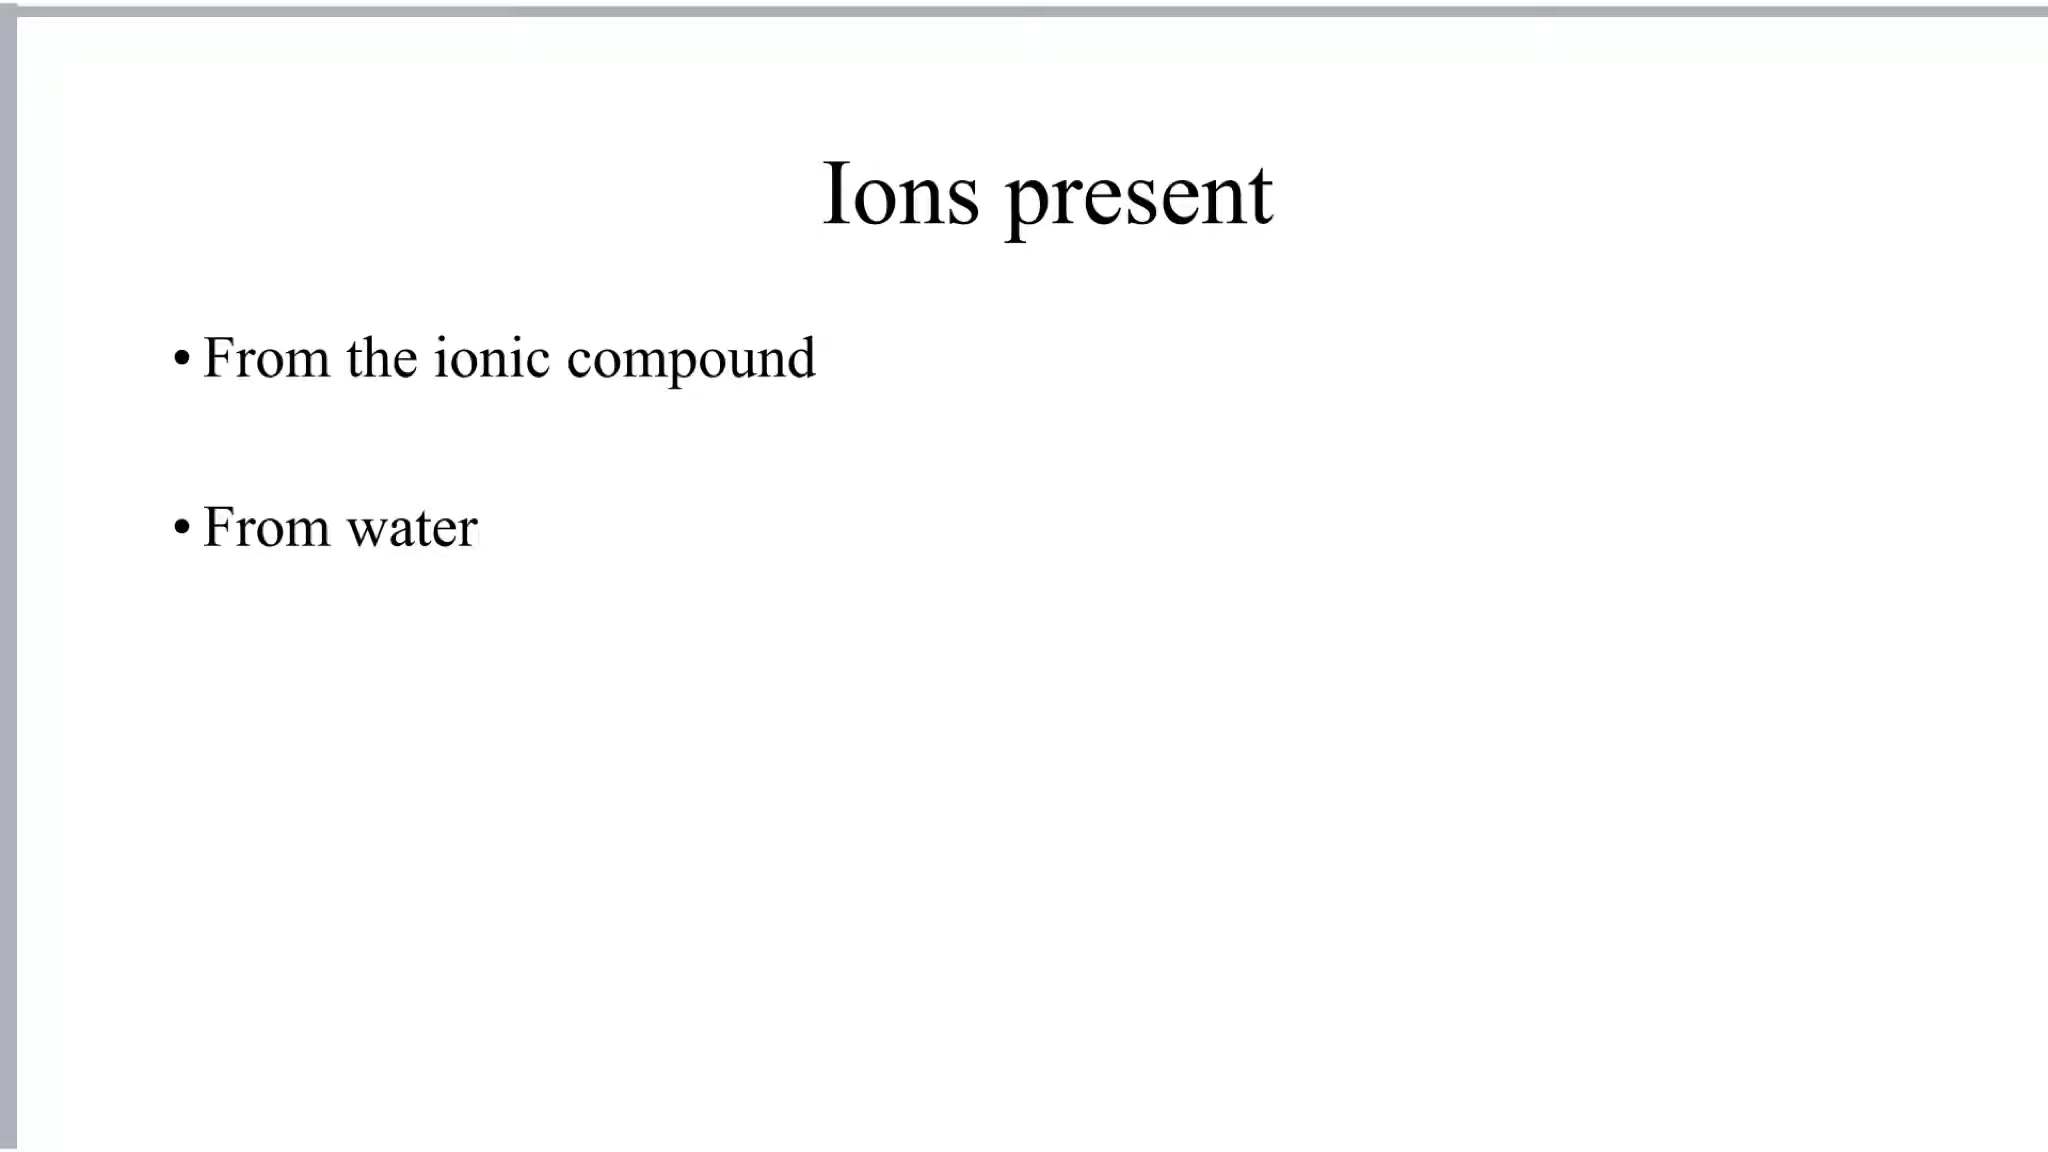 Ions present
• From the ionic compound
• From water